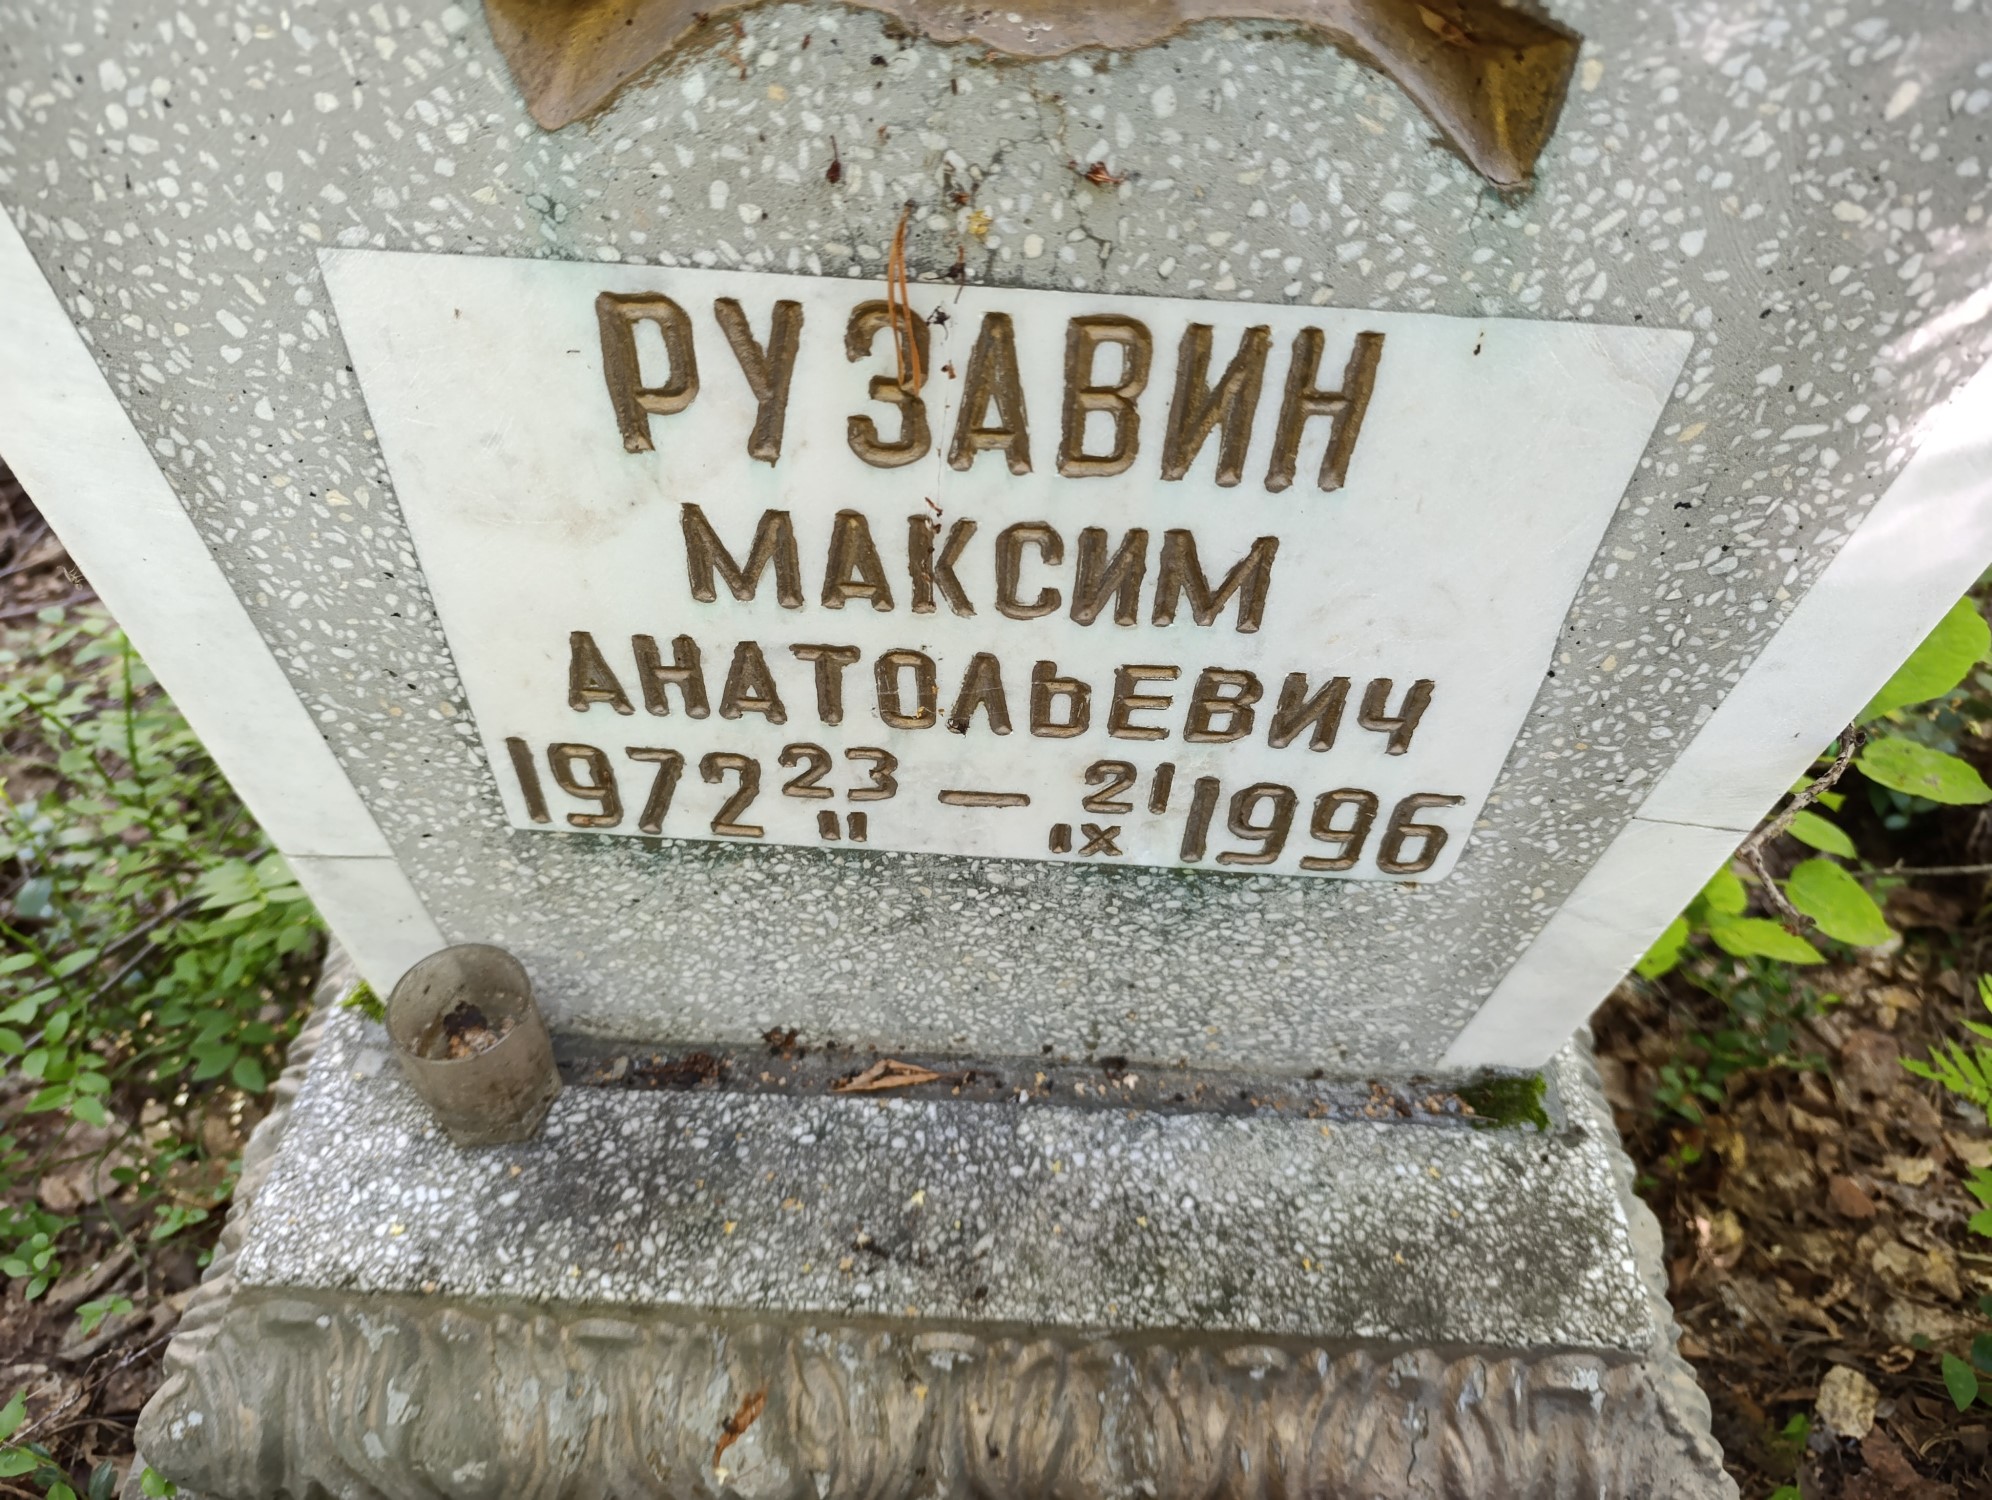 РУЗАВИН
МАКСИМ
АНАТОЛЬЕВИЧ
1972 23/II — 21/IX 1996